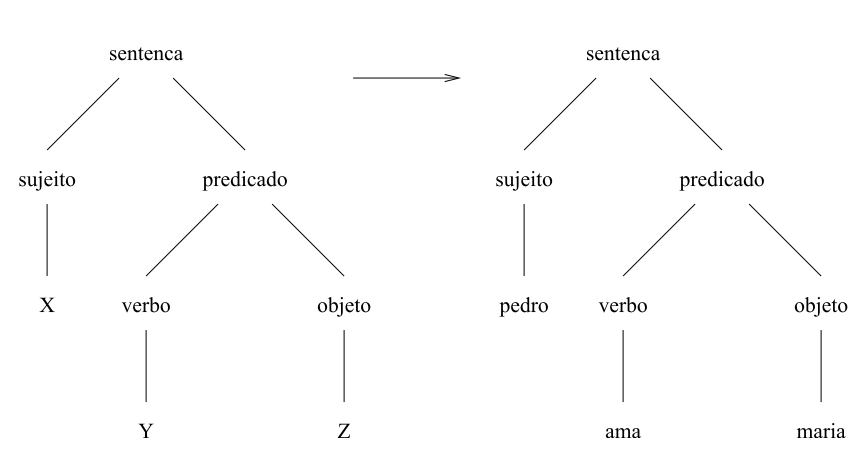 sentenca sentenca
sujeito predicado sujeito predicado
X verbo objeto pedro verbo objeto
Y Z ama maria